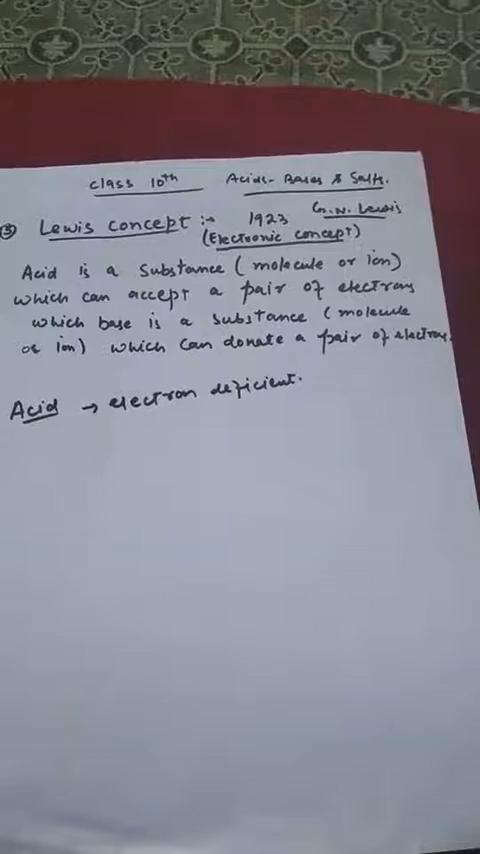 Class 10th Acids- Bases & Salts.
③ Lewis Concept :- 1923 G.N. Lewis
(Electronic concept)
Acid is a substance ( molecule or ion)
which can accept a pair of electrons
which base is a substance ( molecule
or ion) which can donate a pair of electrons.
Acid → electron deficient.